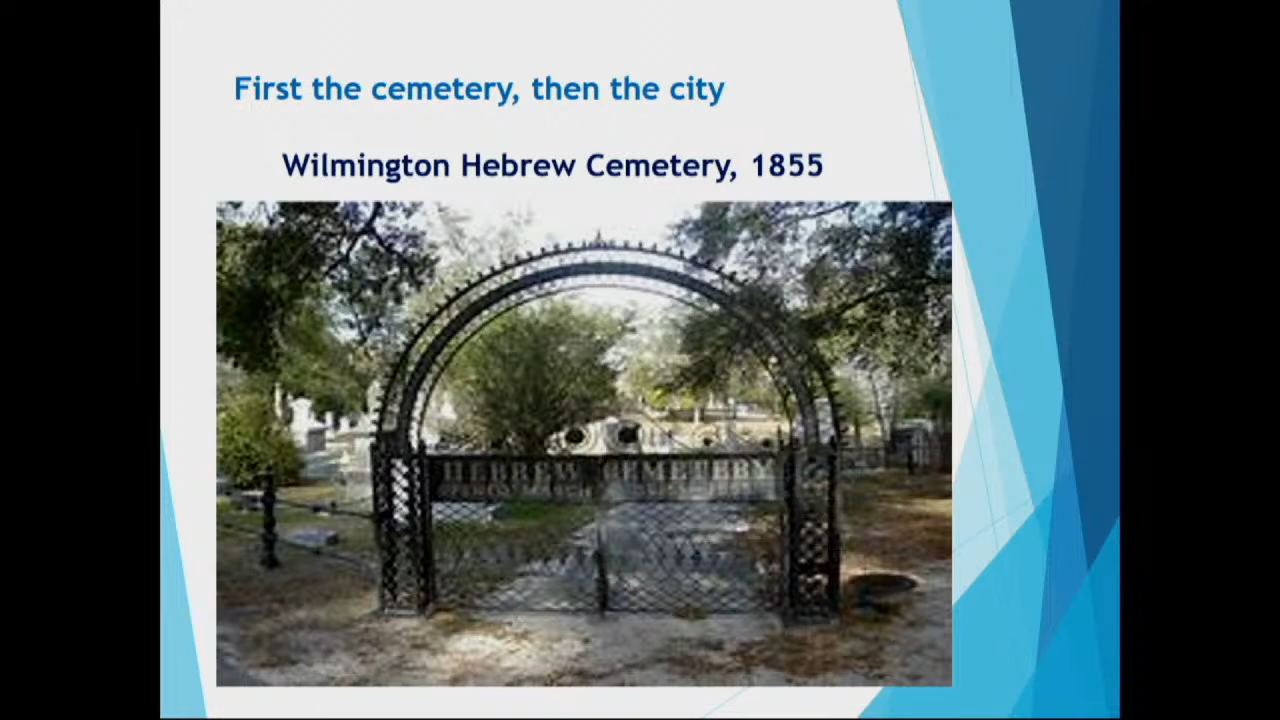 First the cemetery, then the city
Wilmington Hebrew Cemetery, 1855
HEBREW CEMETERY